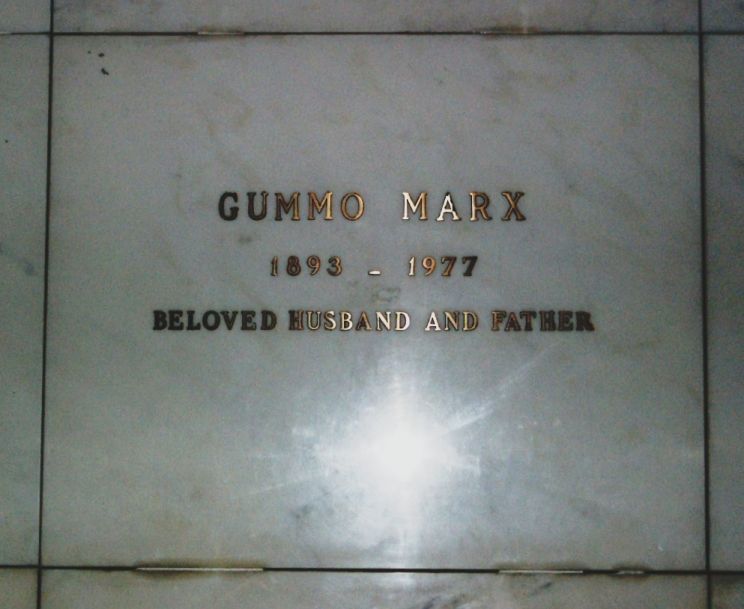 GUMMO MARX
1893 - 1977
BELOVED HUSBAND AND FATHER